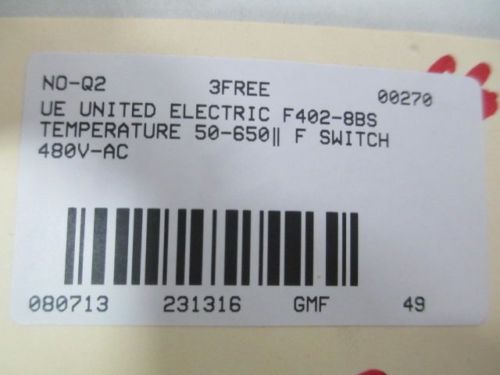 NO-Q2 3FREE 00270
UE UNITED ELECTRIC F402-8BS
TEMPERATURE 50-650‖ F SWITCH
480V-AC
080713 231316 GMF 49